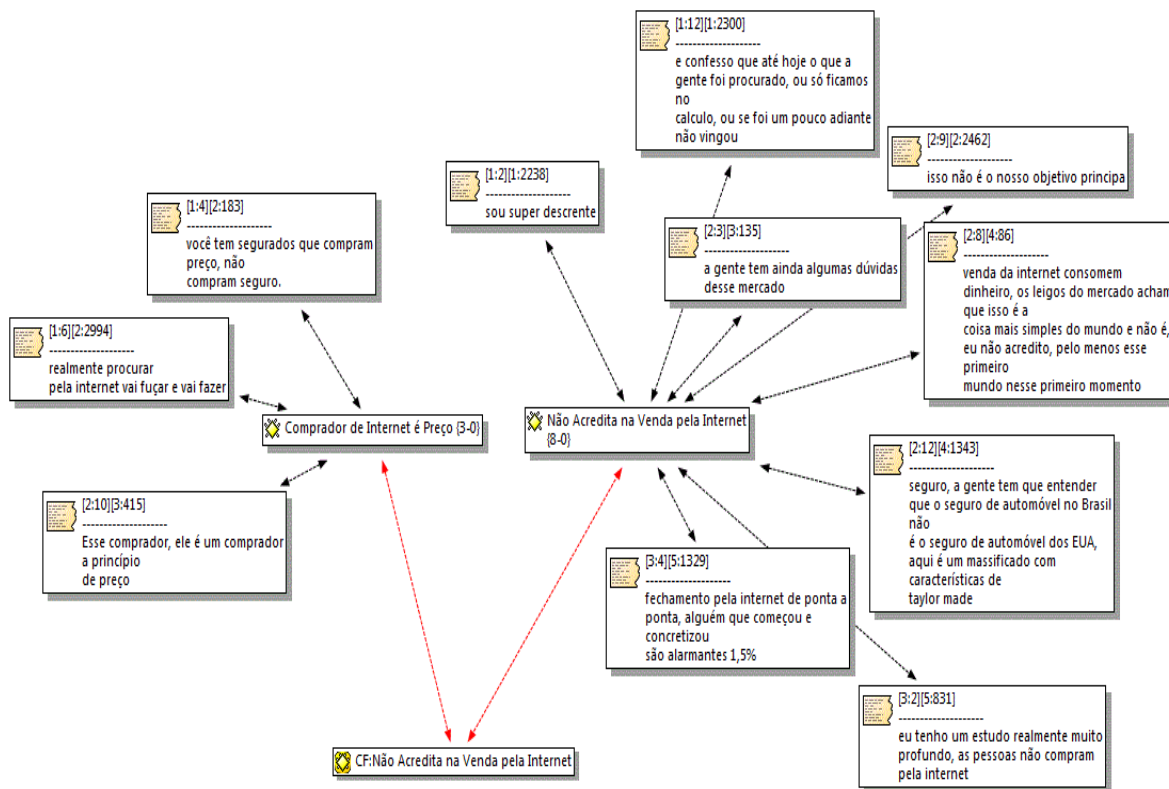 [1:12][1:2300]
--------------------
e confesso que até hoje o que a
gente foi procurado, ou só ficamos
no
calculo, ou se foi um pouco adiante
não vingou
[2:9][2:2462]
--------------------
isso não é o nosso objetivo principa
[1:2][1:2238]
--------------------
sou super descrente
[1:4][2:183]
--------------------
você tem segurados que compram
preço, não
compram seguro.
[2:3][3:135]
--------------------
a gente tem ainda algumas dúvidas
desse mercado
[2:8][4:86]
--------------------
venda da internet consomem
dinheiro, os leigos do mercado acham
que isso é a
coisa mais simples do mundo e não é,
eu não acredito, pelo menos esse
primeiro
mundo nesse primeiro momento
[1:6][2:2994]
--------------------
realmente procurar
pela internet vai fuçar e vai fazer
Comprador de Internet é Preço {3-0}
Não Acredita na Venda pela Internet
{8-0}
[2:10][3:415]
--------------------
Esse comprador, ele é um comprador
a princípio
de preço
[2:12][4:1343]
--------------------
seguro, a gente tem que entender
que o seguro de automóvel no Brasil
não
é o seguro de automóvel dos EUA,
aqui é um massificado com
características de
taylor made
[3:4][5:1329]
--------------------
fechamento pela internet de ponta a
ponta, alguém que começou e
concretizou
são alarmantes 1,5%
[3:2][5:831]
--------------------
eu tenho um estudo realmente muito
profundo, as pessoas não compram
pela internet
CF:Não Acredita na Venda pela Internet